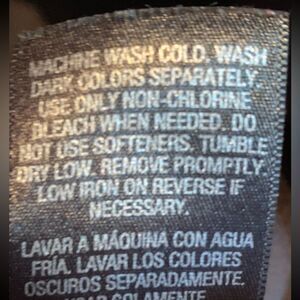 MACHINE WASH COLD. WASH
DARK COLORS SEPARATELY.
USE ONLY NON-CHLORINE
BLEACH WHEN NEEDED. DO
NOT USE SOFTENERS. TUMBLE
DRY LOW. REMOVE PROMPTLY.
LOW IRON ON REVERSE IF
NECESSARY.
LAVAR A MÁQUINA CON AGUA
FRÍA. LAVAR LOS COLORES
OSCUROS SEPARADAMENTE.
USAR SOLAMENTE